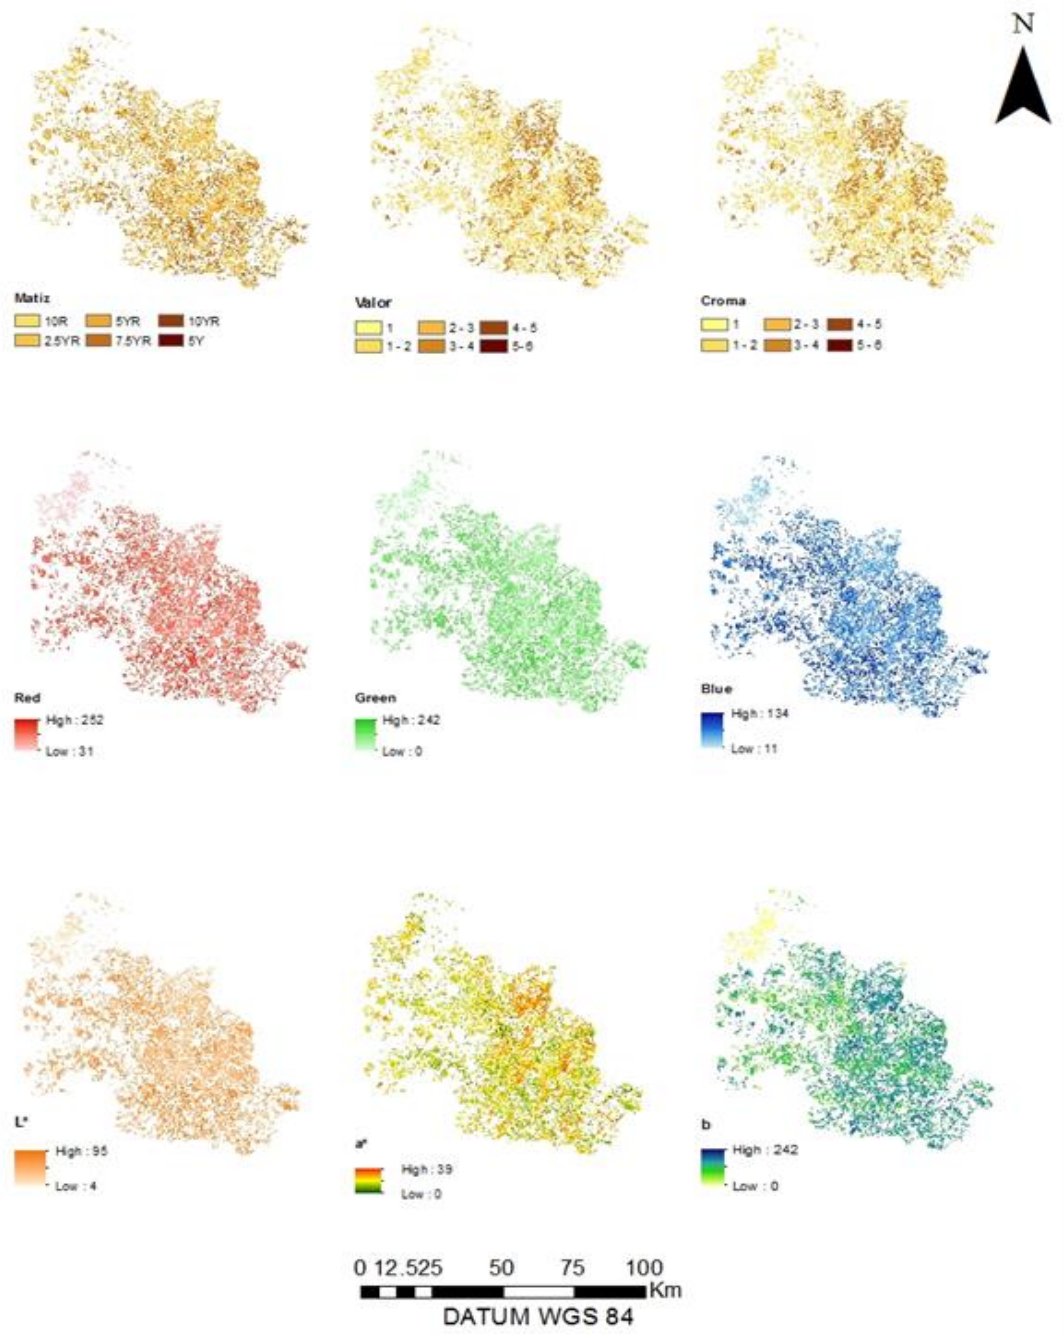 N
Matiz
10R 5YR 10YR
2.5YR 7.5YR 5Y
Valor
1 2 - 3 4 - 5
1 - 2 3 - 4 5 - 6
Croma
1 2 - 3 4 - 5
1 - 2 3 - 4 5 - 6
Red
High : 252
Low : 31
Green
High : 242
Low : 0
Blue
High : 134
Low : 11
L*
High : 95
Low : 4
a*
High : 39
Low : 0
b
High : 242
Low : 0
0 12.525 50 75 100
Km
DATUM WGS 84